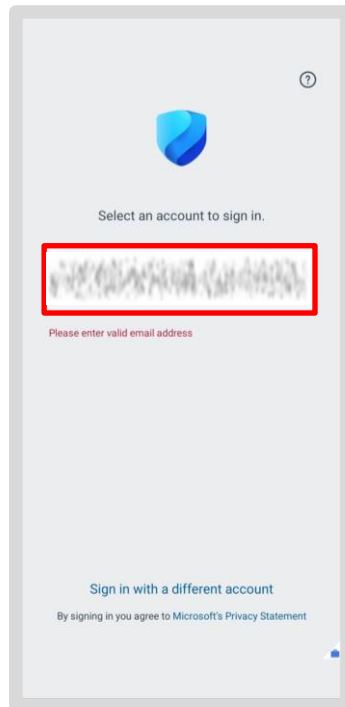 Select an account to sign in.
Please enter valid email address
Sign in with a different account
By signing in you agree to Microsoft's Privacy Statement